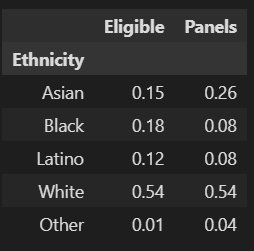 Eligible Panels
Ethnicity
Asian 0.15 0.26
Black 0.18 0.08
Latino 0.12 0.08
White 0.54 0.54
Other 0.01 0.04